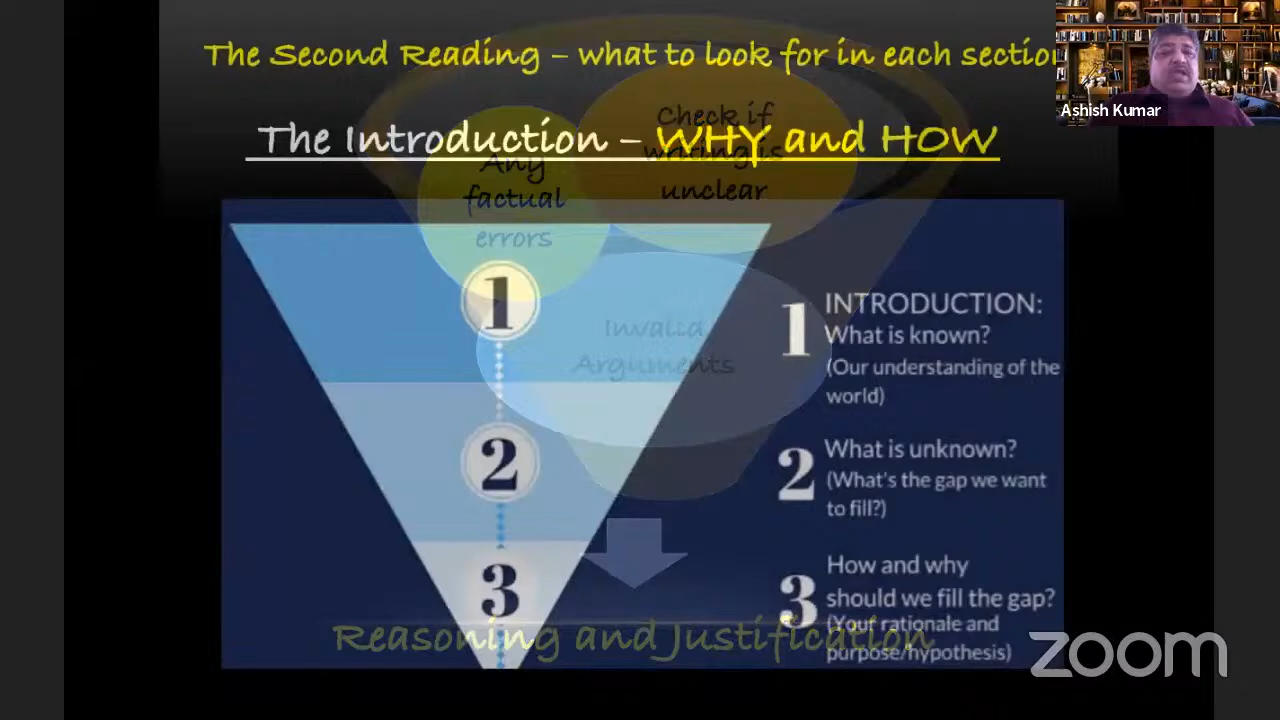 The Second Reading – what to look for in each section
Ashish Kumar
The Introduction – WHY and HOW
Check if
writing is
unclear
Any
factual
errors
Invalid
Arguments
1
2
3
1 INTRODUCTION:
What is known?
(Our understanding of the
world)
2 What is unknown?
(What's the gap we want
to fill?)
3 How and why
should we fill the gap?
(Your rationale and
purpose/hypothesis)
Reasoning and Justification
zoom